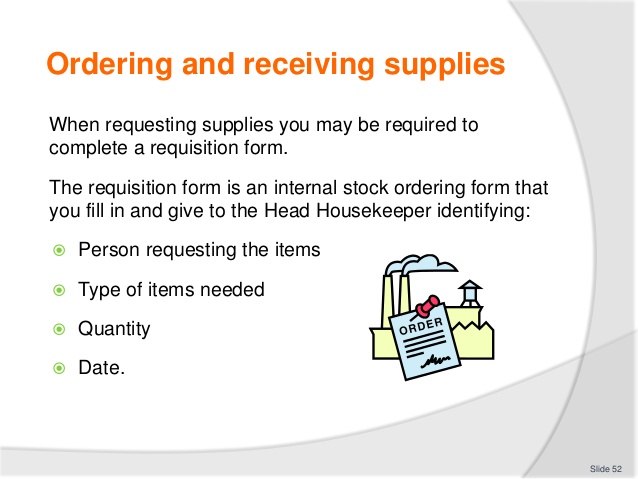 Ordering and receiving supplies
When requesting supplies you may be required to
complete a requisition form.
The requisition form is an internal stock ordering form that
you fill in and give to the Head Housekeeper identifying:
Person requesting the items
Type of items needed
Quantity
Date.
ORDER
Slide 52